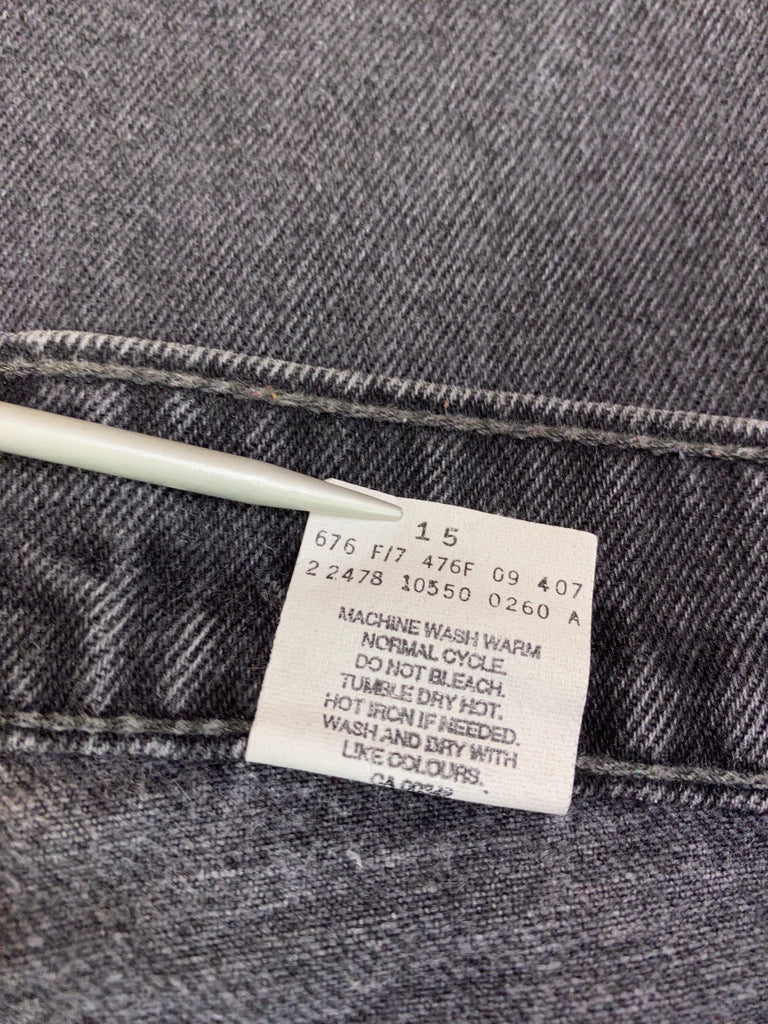 15
676 F/7 476F 09 407
2 2478 10550 0260 A
MACHINE WASH WARM
NORMAL CYCLE.
DO NOT BLEACH.
TUMBLE DRY HOT.
HOT IRON IF NEEDED.
WASH AND DRY WITH
LIKE COLOURS.
CA